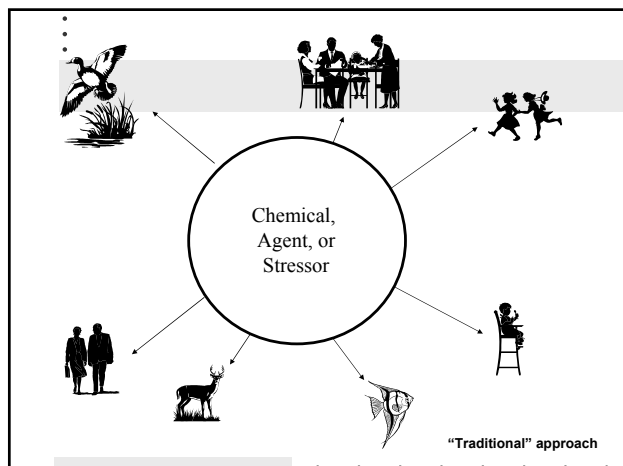 Chemical,
Agent, or
Stressor
"Traditional" approach